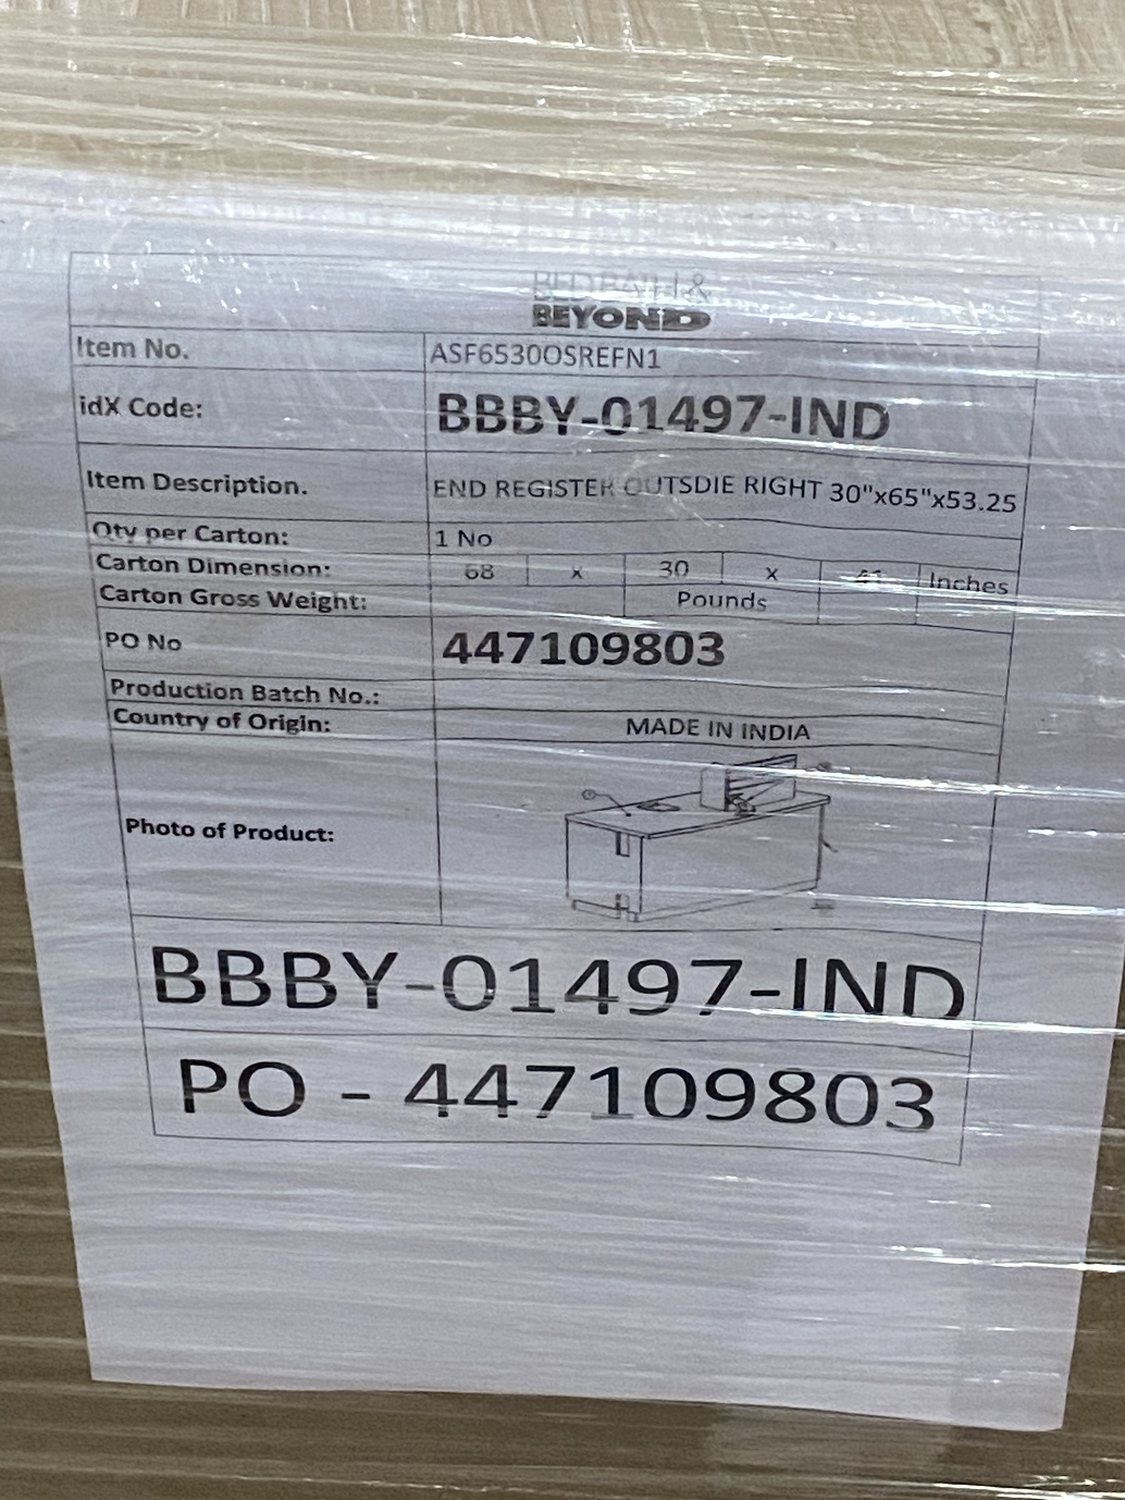 BED BATH &
BEYOND
Item No. ASF6530OSREFN1
idX Code: BBBY-01497-IND
Item Description. END REGISTER OUTSDIE RIGHT 30"x65"x53.25
Qty per Carton: 1 No
Carton Dimension: 68 x 30 x 41 Inches
Carton Gross Weight: Pounds
PO No 447109803
Production Batch No.:
Country of Origin: MADE IN INDIA
Photo of Product:
BBBY-01497-IND
PO - 447109803